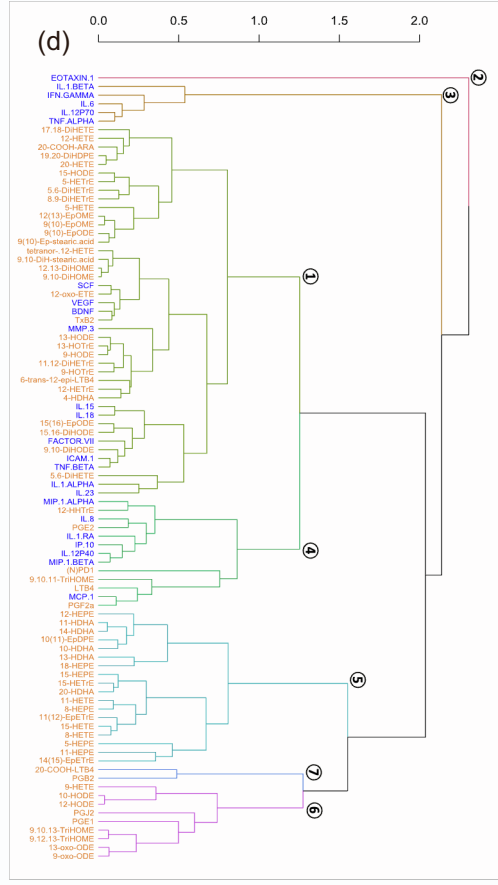 0.0 0.5 1.0 1.5 2.0
(d)
EOTAXIN.1
IL.1.BETA
IFN.GAMMA
IL.6
IL.12P70
TNF.ALPHA
17.18-DiHETE
12-HETE
20-COOH-ARA
19.20-DiHDPE
20-HETE
15-HODE
5-HETrE
5.6-DiHETrE
8.9-DiHETrE
5-HETE
12(13)-EpOME
9(10)-EpOME
9(10)-EpODE
9(10)-Ep-stearic.acid
tetranor-.12-HETE
9.10-DiH-stearic.acid
12.13-DiHOME
9.10-DiHOME
SCF
12-oxo-ETE
VEGF
BDNF
TxB2
MMP.3
13-HODE
13-HOTrE
9-HODE
11.12-DiHETrE
9-HOTrE
6-trans-12-epi-LTB4
12-HETrE
4-HDHA
IL.15
IL.18
15(16)-EpODE
15.16-DiHODE
FACTOR.VII
9.10-DiHODE
ICAM.1
TNF.BETA
5.6-DiHETE
IL.1.ALPHA
IL.23
MIP.1.ALPHA
12-HHTrE
IL.8
PGE2
IL.1.RA
IP.10
IL.12P40
MIP.1.BETA
(N)PD1
9.10.11-TriHOME
LTB4
MCP.1
PGF2a
12-HEPE
11-HDHA
14-HDHA
10(11)-EpDPE
10-HDHA
13-HDHA
18-HEPE
15-HEPE
15-HETrE
20-HDHA
11-HETE
8-HEPE
11(12)-EpETrE
15-HETE
8-HETE
5-HEPE
11-HEPE
14(15)-EpETrE
20-COOH-LTB4
PGB2
9-HETE
10-HODE
12-HODE
PGJ2
PGE1
9.10.13-TriHOME
9.12.13-TriHOME
13-oxo-ODE
9-oxo-ODE
2
3
1
4
5
7
6